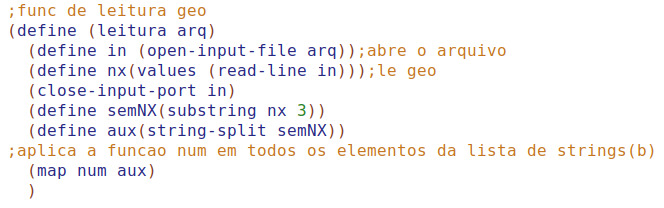 ;func de leitura geo
(define (leitura arq)
  (define in (open-input-file arq));abre o arquivo
  (define nx(values (read-line in)));le geo
  (close-input-port in)
  (define semNX(substring nx 3))
  (define aux(string-split semNX))
;aplica a funcao num em todos os elementos da lista de strings(b)
  (map num aux)
  )